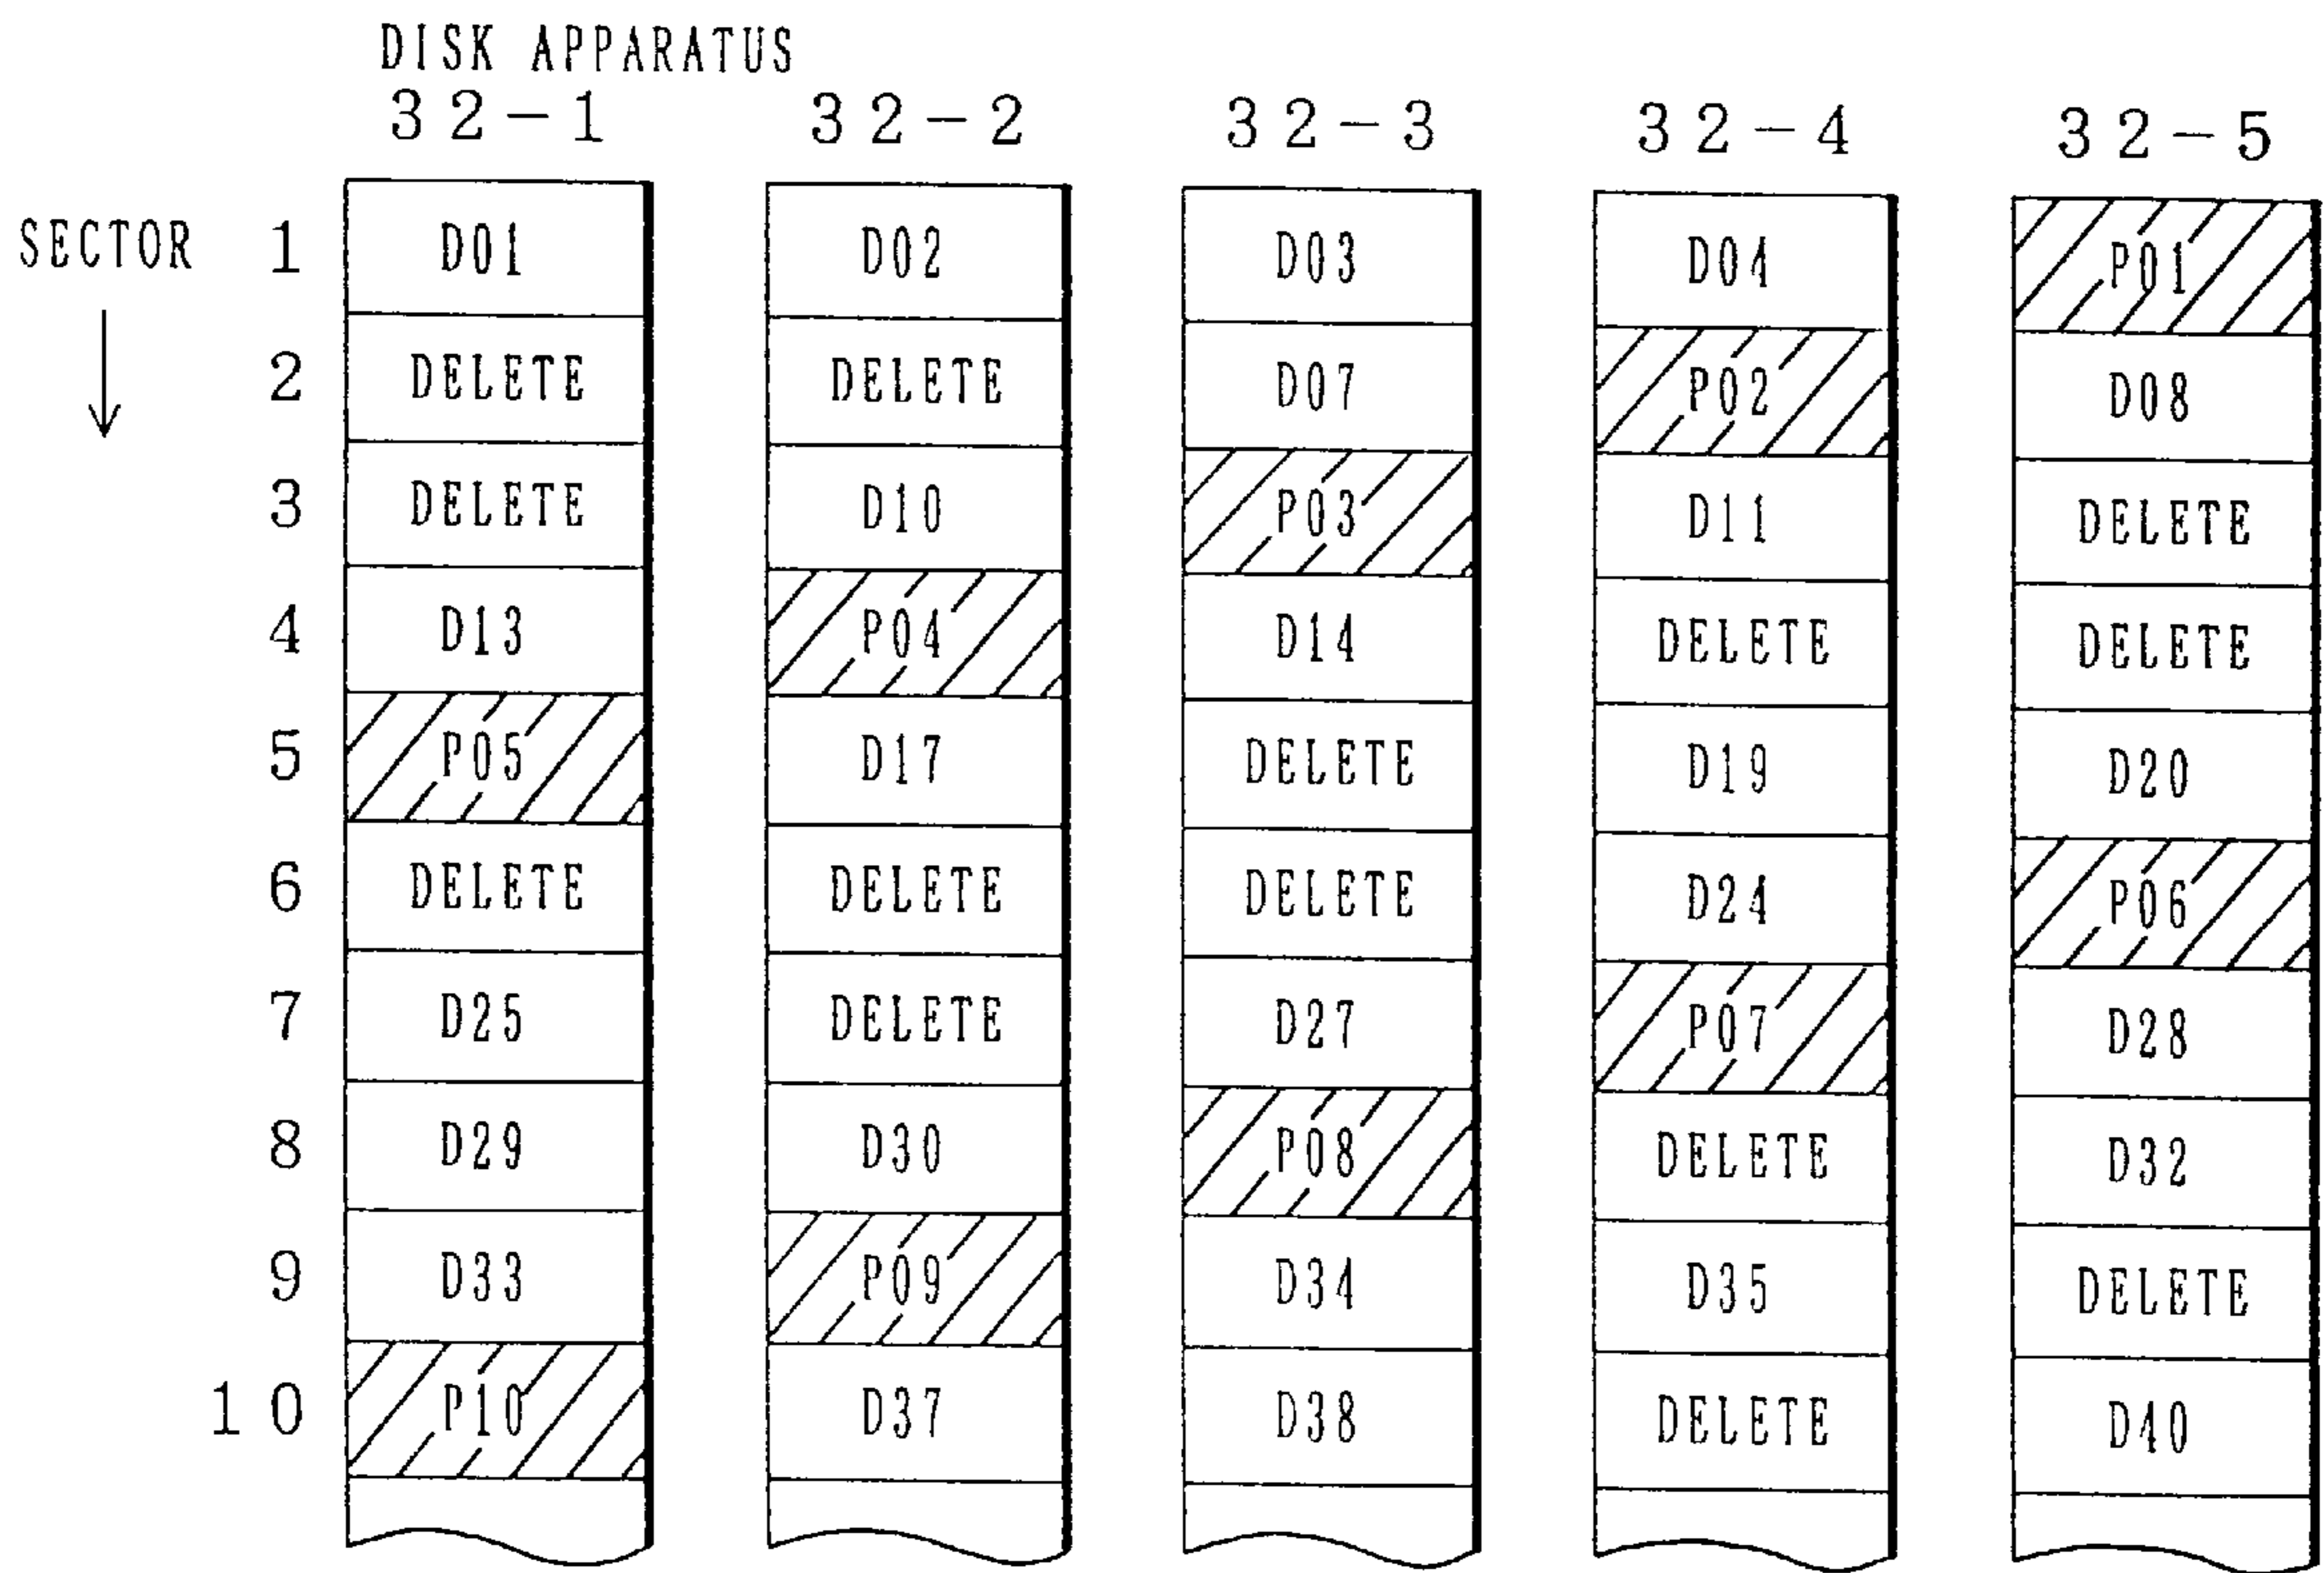 DISK APPARATUS
32-1 32-2 32-3 32-4 32-5
SECTOR 1 D01 D02 D03 D04 P01
2 DELETE DELETE D07 P02 D08
3 DELETE D10 P03 D11 DELETE
4 D13 P04 D14 DELETE DELETE
5 P05 D17 DELETE D19 D20
6 DELETE DELETE DELETE D24 P06
7 D25 DELETE D27 P07 D28
8 D29 D30 P08 DELETE D32
9 D33 P09 D34 D35 DELETE
10 P10 D37 D38 DELETE D40